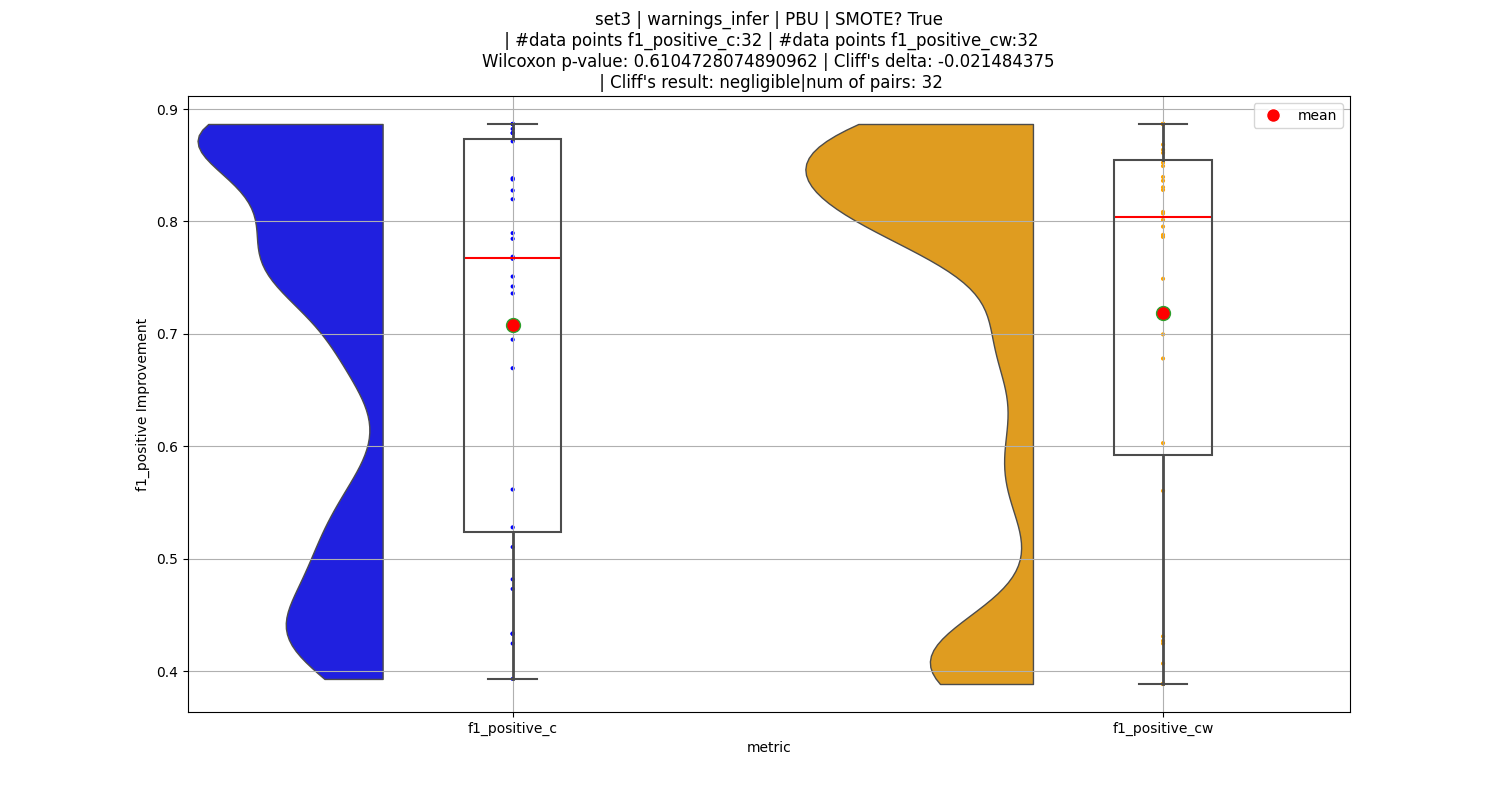 set3 | warnings_infer | PBU | SMOTE? True
| #data points f1_positive_c:32 | #data points f1_positive_cw:32
Wilcoxon p-value: 0.6104728074890962 | Cliff's delta: -0.021484375
| Cliff's result: negligible|num of pairs: 32
mean
0.9
0.8
0.7
0.6
0.5
0.4
f1_positive Improvement
f1_positive_c
f1_positive_cw
metric